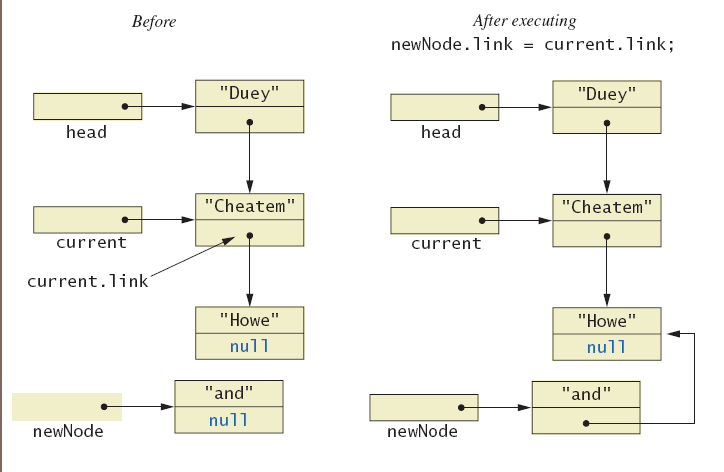 Before
"Duey"
head
"Cheatem"
current
current.link
"Howe"
null
"and"
null
newNode
After executing
newNode.link = current.link;
"Duey"
head
"Cheatem"
current
"Howe"
null
"and"
newNode